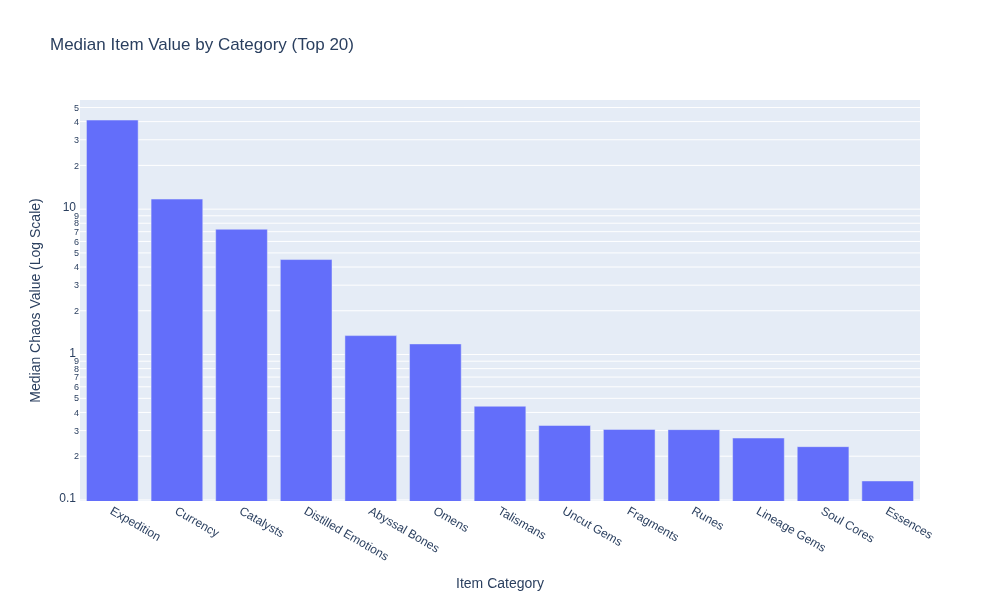 Median Item Value by Category (Top 20)
Median Chaos Value (Log Scale)
5
4
3
2
10
9
8
7
6
5
4
3
2
1
9
8
7
6
5
4
3
2
0.1
Expedition
Currency
Catalysts
Distilled Emotions
Abyssal Bones
Omens
Talismans
Uncut Gems
Fragments
Runes
Lineage Gems
Soul Cores
Essences
Item Category